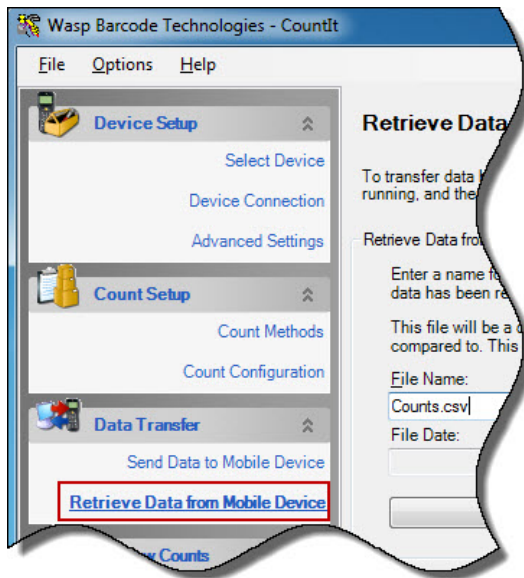 Wasp Barcode Technologies - CountIt
File Options Help
Device Setup
Select Device
Device Connection
Advanced Settings
Count Setup
Count Methods
Count Configuration
Data Transfer
Send Data to Mobile Device
Retrieve Data from Mobile Device
Counts
Retrieve Data
To transfer data
running, and the
Retrieve Data
Enter a name
data has been
This file will be a
compared to. This
File Name:
Counts.csv
File Date: